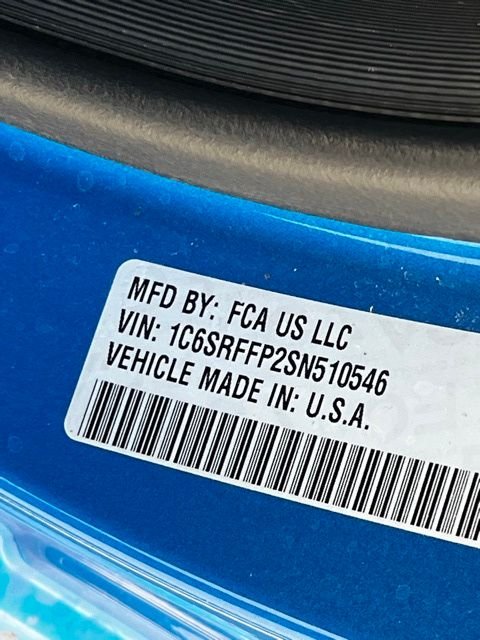 MFD BY: FCA US LLC
VIN: 1C6SRFFP2SN510546
VEHICLE MADE IN: U.S.A.